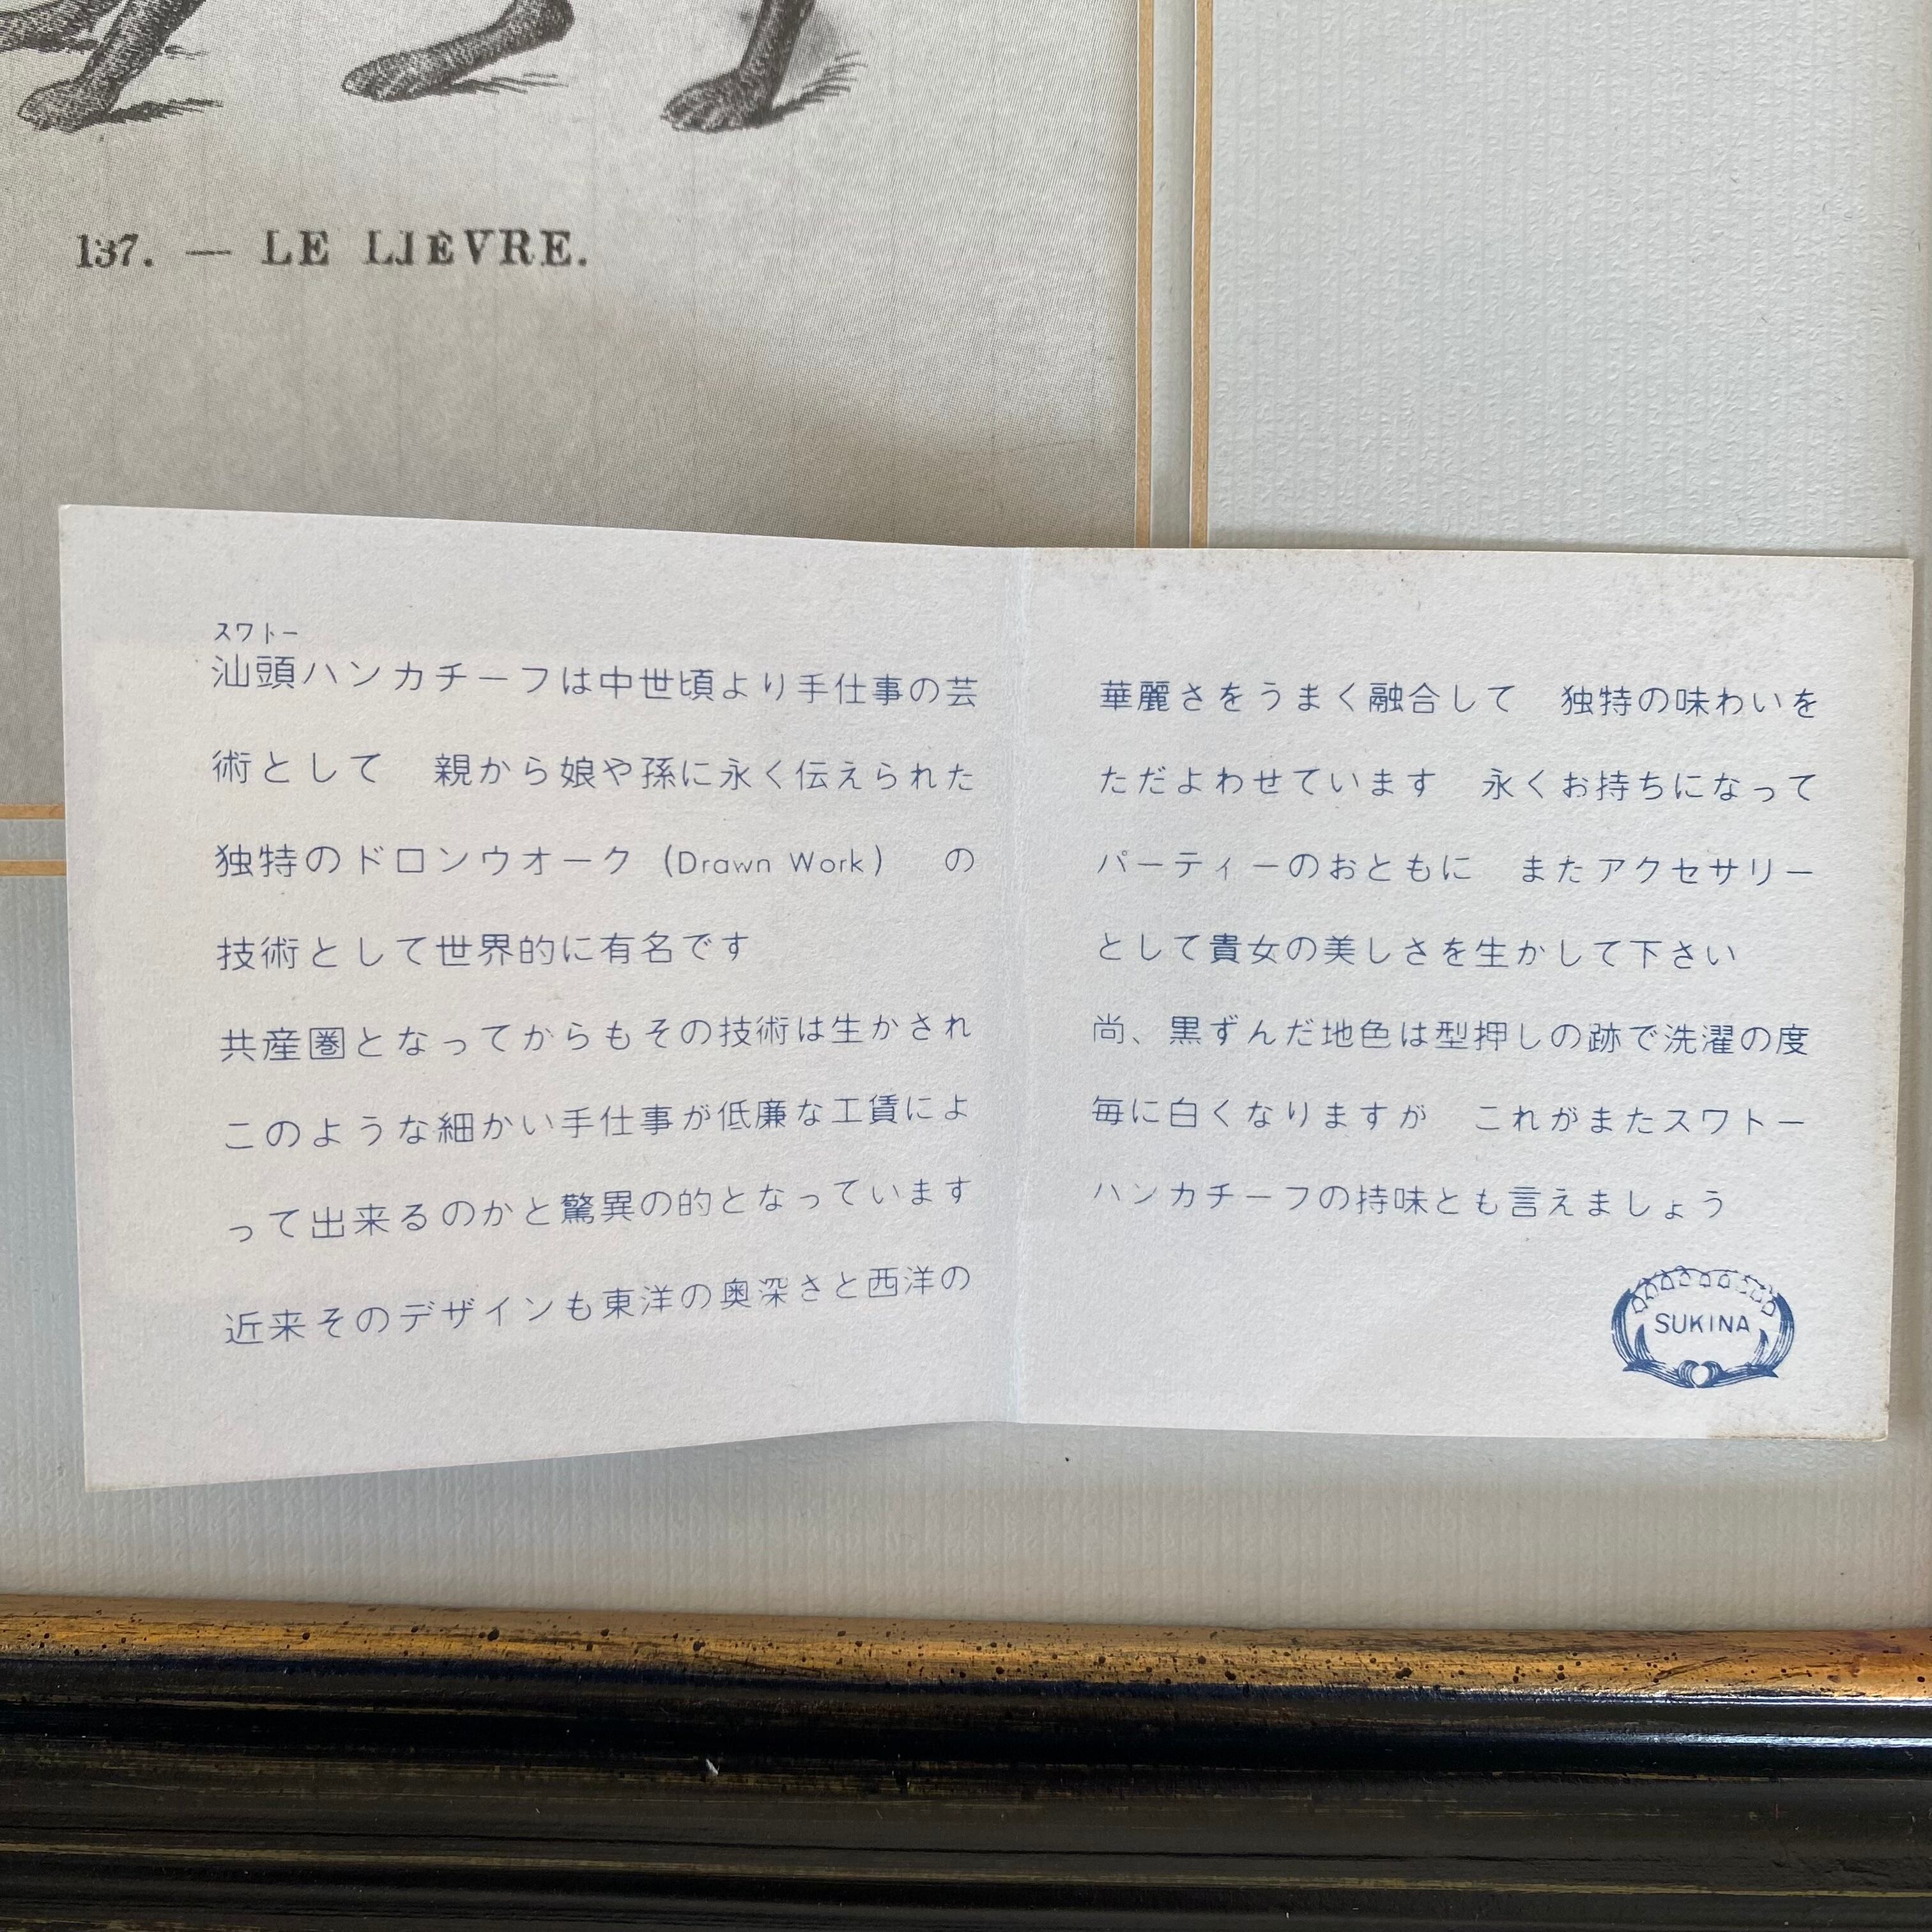 137. — LE LIÈVRE.
スワトー
汕頭ハンカチーフは中世頃より手仕事の芸
術として　親から娘や孫に永く伝えられた
独特のドロンウオーク (Drawn Work)　の
技術として世界的に有名です
共産圏となってからもその技術は生かされ
このような細かい手仕事が低廉な工賃によ
って出来るのかと驚異の的となっています
近来そのデザインも東洋の奥深さと西洋の
華麗さをうまく融合して　独特の味わいを
ただよわせています　永くお持ちになって
パーティーのおともに　またアクセサリー
として貴女の美しさを生かして下さい
尚、黒ずんだ地色は型押しの跡で洗濯の度
毎に白くなりますが　これがまたスワトー
ハンカチーフの持味とも言えましょう
SUKINA